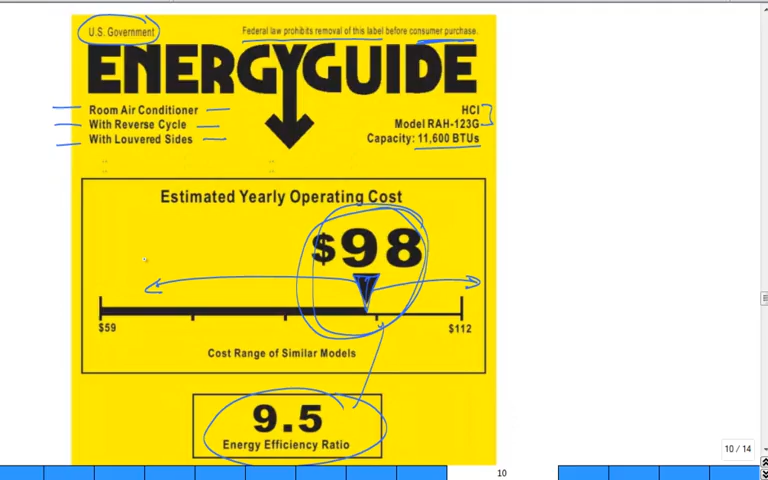 U.S. Government
Federal law prohibits removal of this label before consumer purchase.
ENERGYGUIDE
Room Air Conditioner
With Reverse Cycle
With Louvered Sides
HCI
Model RAH-123G
Capacity: 11,600 BTUs
Estimated Yearly Operating Cost
$98
$59
$112
Cost Range of Similar Models
9.5
Energy Efficiency Ratio
10 / 14
10